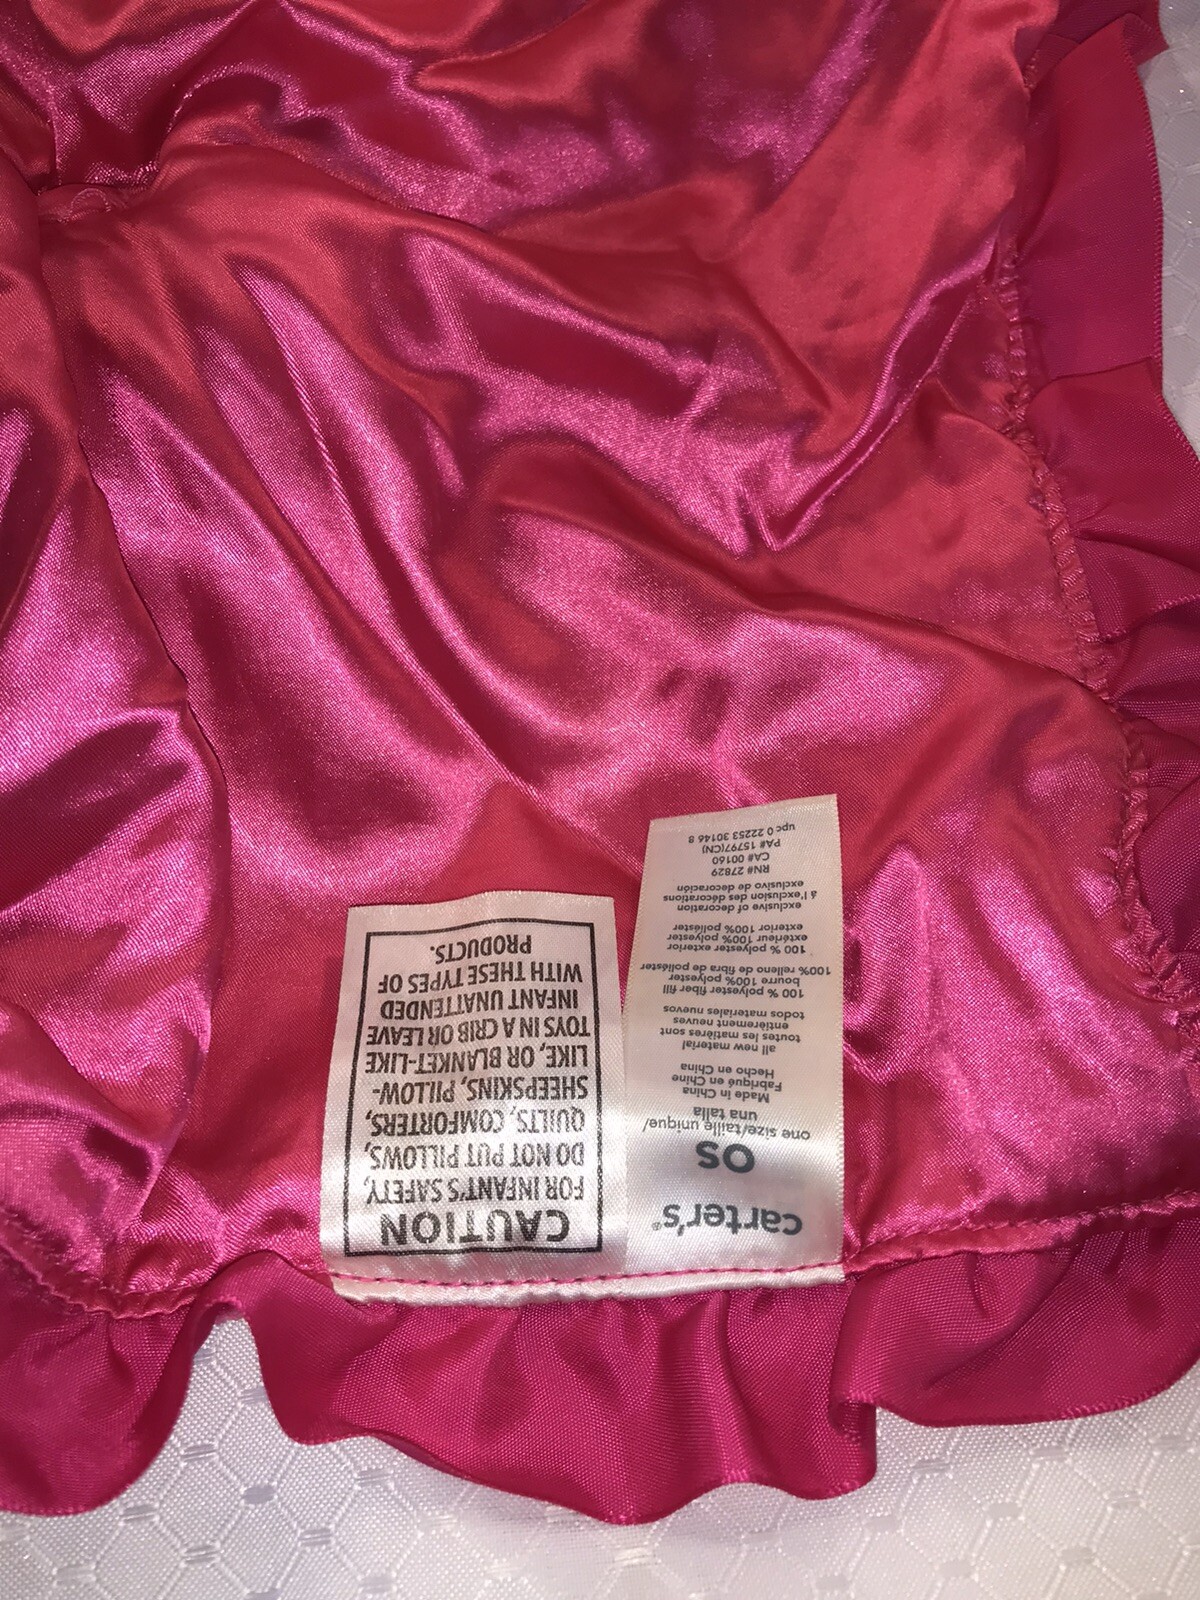 carter's®
OS
one size/taille unique/
una talla
Made in China
Fabriqué en Chine
Hecho en China
all new material
toutes les matières sont
entièrement neuves
todos materiales nuevos
100 % polyester fiber fill
bourre 100% polyester
100% relleno de fibra de poliéster
100 % polyester exterior
extérieur 100% polyester
exterior 100% poliéster
exclusive of decoration
á l'exclusion des décorations
exclusivo de decoración
RN# 27829
CA# 00160
PA# 15797(CN)
upc 0 22253 30146 8
CAUTION
FOR INFANT'S SAFETY,
DO NOT PUT PILLOWS,
QUILTS, COMFORTERS,
SHEEPSKINS, PILLOW-
LIKE, OR BLANKET-LIKE
TOYS IN A CRIB OR LEAVE
INFANT UNATTENDED
WITH THESE TYPES OF
PRODUCTS.